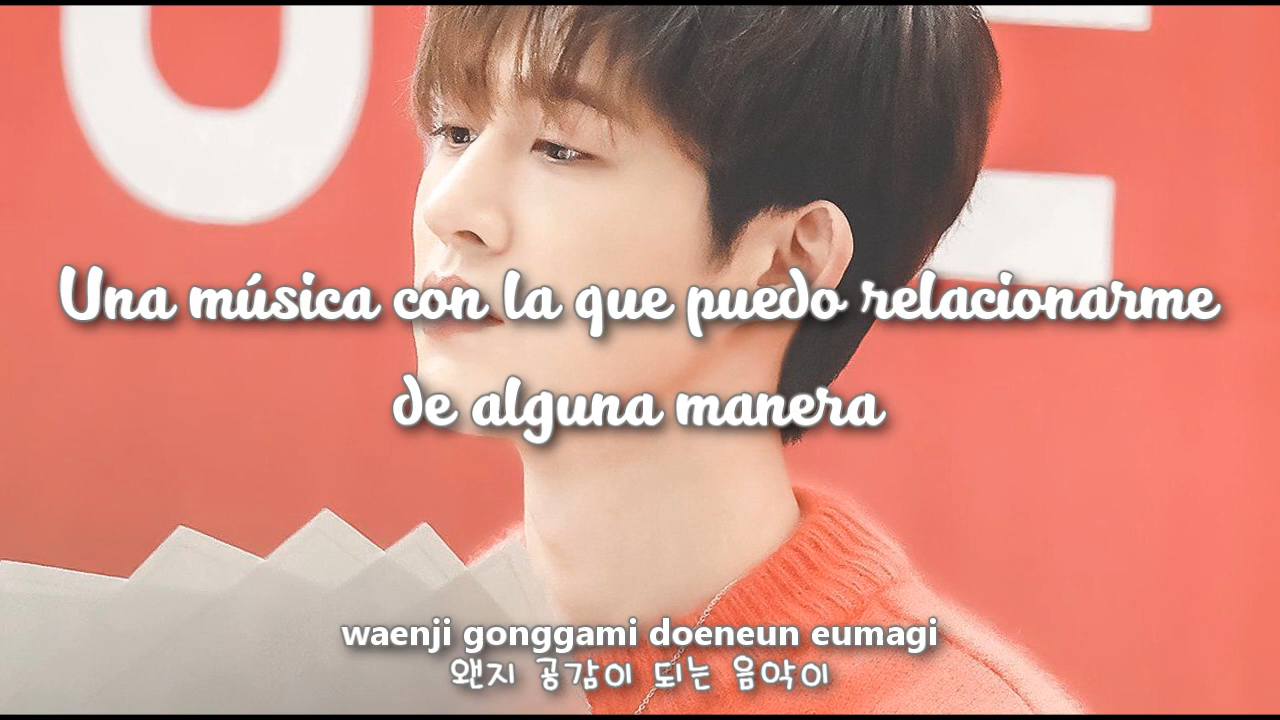 Una música con la que puedo relacionarme
de alguna manera
waenji gonggami doeneun eumagi
왠지 공감이 되는 음악이